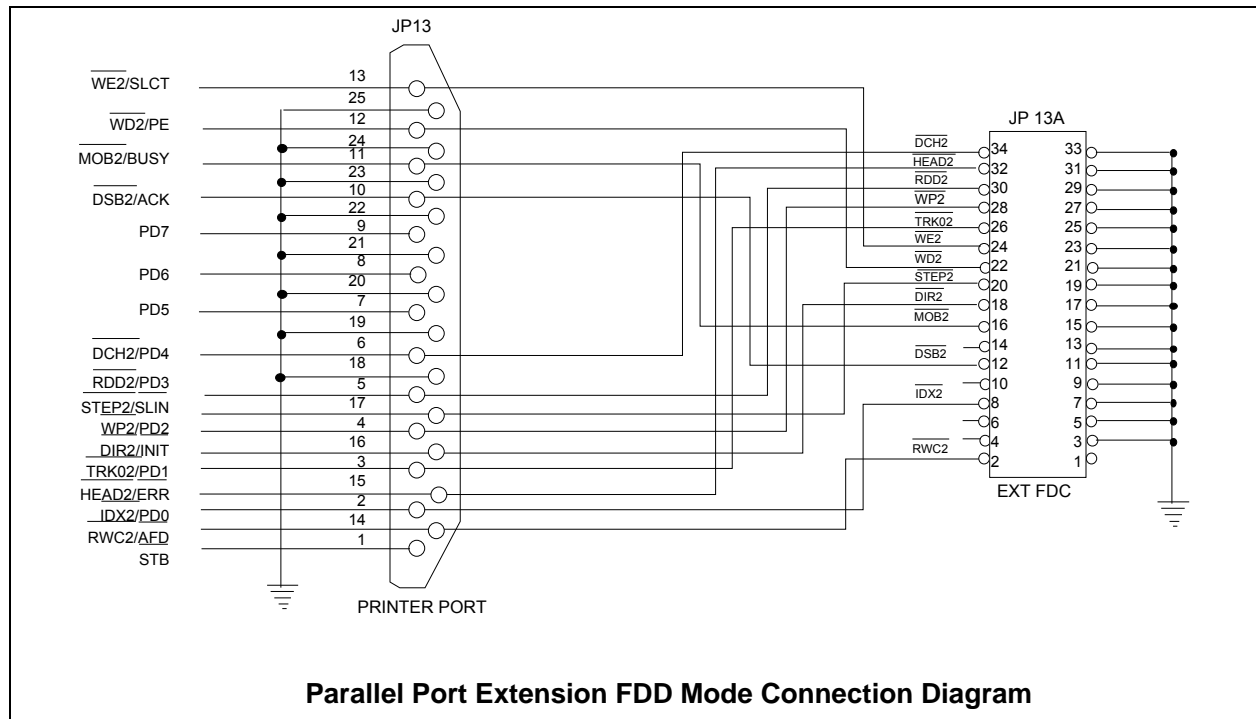 JP13
WE2/SLCT
WD2/PE
MOB2/BUSY
DSB2/ACK
PD7
PD6
PD5
DCH2/PD4
RDD2/PD3
STEP2/SLIN
WP2/PD2
DIR2/INIT
TRK02/PD1
HEAD2/ERR
IDX2/PD0
RWC2/AFD
STB
13
25
12
24
11
23
10
22
9
21
8
20
7
19
6
18
5
17
4
16
3
15
2
14
1
PRINTER PORT
JP 13A
DCH2
HEAD2
RDD2
WP2
TRK02
WE2
WD2
STEP2
DIR2
MOB2
DSB2
IDX2
RWC2
34 33
32 31
30 29
28 27
26 25
24 23
22 21
20 19
18 17
16 15
14 13
12 11
10 9
8 7
6 5
4 3
2 1
EXT FDC
Parallel Port Extension FDD Mode Connection Diagram